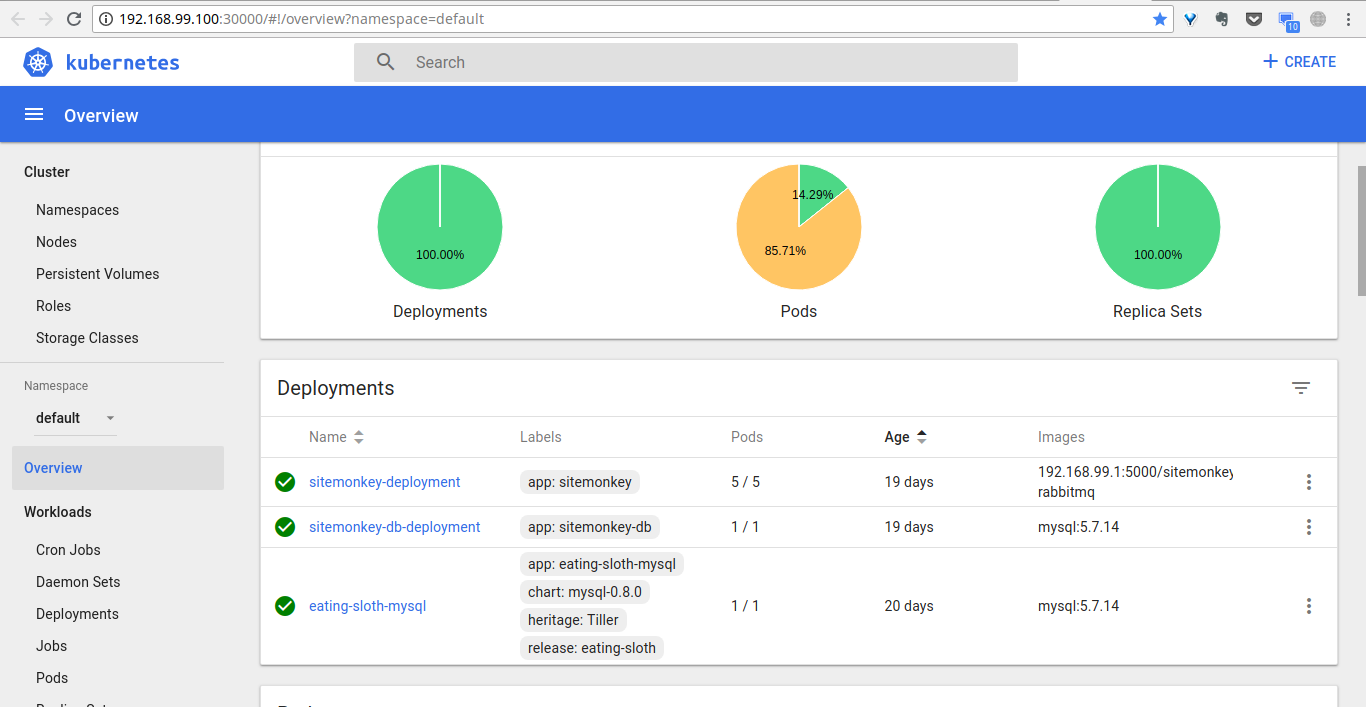 192.168.99.100:30000/#!/overview?namespace=default
10
kubernetes
Search
+ CREATE
Overview
Cluster
Namespaces
Nodes
Persistent Volumes
Roles
Storage Classes
Namespace
default
Overview
Workloads
Cron Jobs
Daemon Sets
Deployments
Jobs
Pods
100.00%
Deployments
14.29%
85.71%
Pods
100.00%
Replica Sets
Deployments
Name Labels Pods Age Images
sitemonkey-deployment app: sitemonkey 5 / 5 19 days 192.168.99.1:5000/sitemonkey
rabbitmq
sitemonkey-db-deployment app: sitemonkey-db 1 / 1 19 days mysql:5.7.14
app: eating-sloth-mysql
chart: mysql-0.8.0
eating-sloth-mysql 1 / 1 20 days mysql:5.7.14
heritage: Tiller
release: eating-sloth